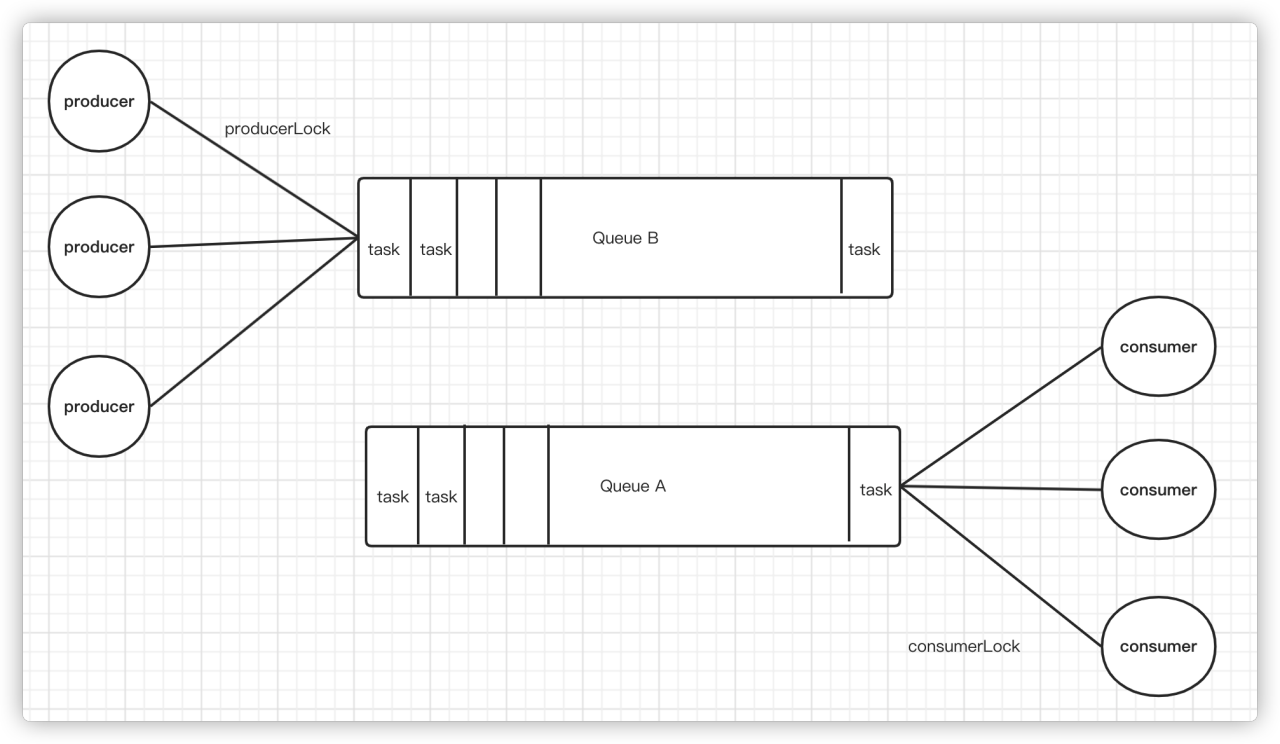 producer
producerLock
producer
producer
task
task
Queue B
task
task
task
Queue A
task
consumer
consumer
consumer
consumerLock